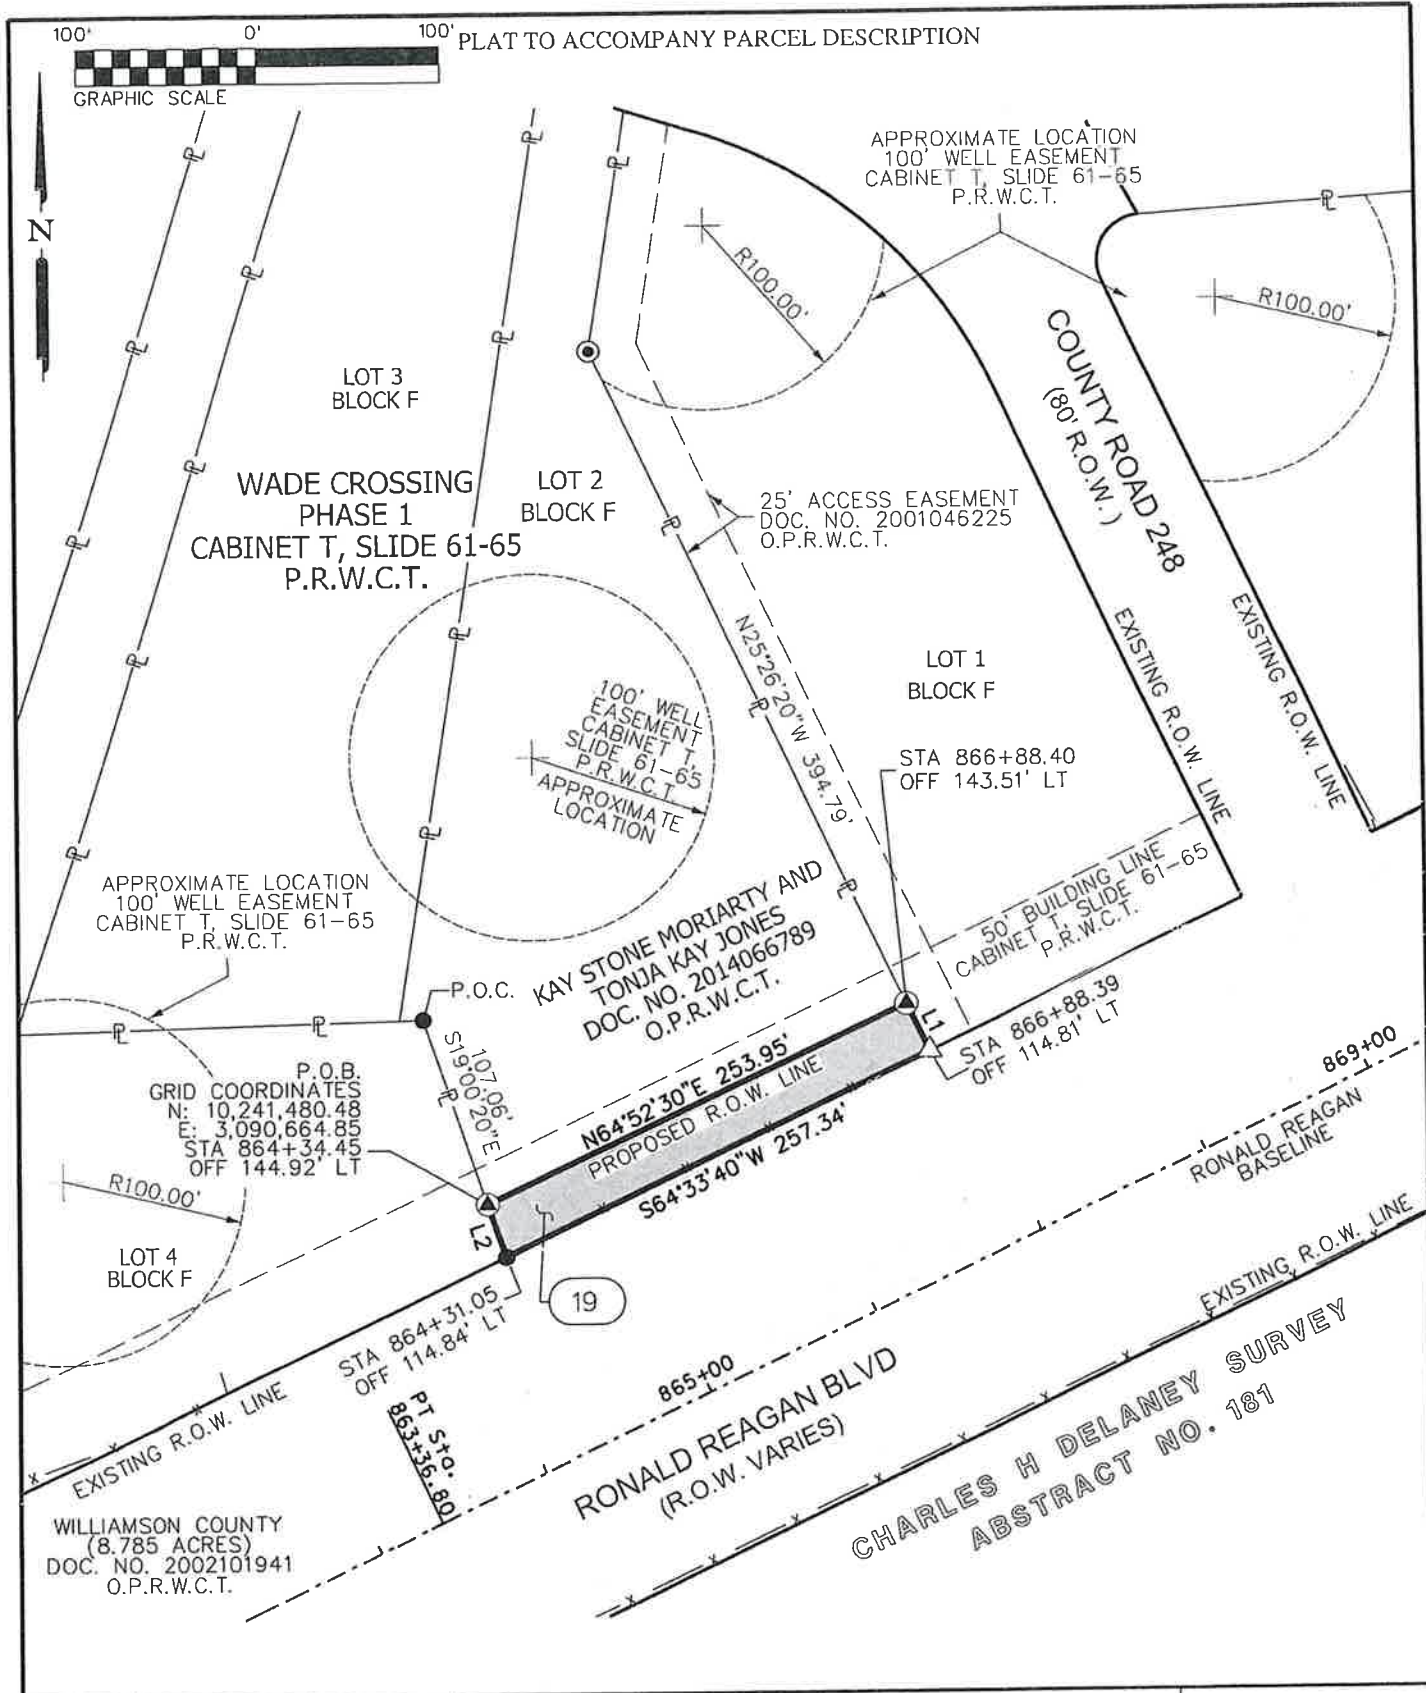 100' 0' 100'
PLAT TO ACCOMPANY PARCEL DESCRIPTION
GRAPHIC SCALE
N
APPROXIMATE LOCATION
100' WELL EASEMENT
CABINET T, SLIDE 61-65
P.R.W.C.T.
R100.00'
R100.00'
COUNTY ROAD 248
(80' R.O.W.)
LOT 3
BLOCK F
WADE CROSSING
PHASE 1
CABINET T, SLIDE 61-65
P.R.W.C.T.
LOT 2
BLOCK F
25' ACCESS EASEMENT
DOC. NO. 2001046225
O.P.R.W.C.T.
N25°26'20"W 394.79'
EXISTING R.O.W. LINE
EXISTING R.O.W. LINE
LOT 1
BLOCK F
100' WELL
EASEMENT
CABINET T,
SLIDE 61-65
P.R.W.C.T.
APPROXIMATE
LOCATION
STA 866+88.40
OFF 143.51' LT
50' BUILDING LINE
CABINET T, SLIDE 61-65
P.R.W.C.T.
APPROXIMATE LOCATION
100' WELL EASEMENT
CABINET T, SLIDE 61-65
P.R.W.C.T.
KAY STONE MORIARTY AND
TONJA KAY JONES
DOC. NO. 2014066789
O.P.R.W.C.T.
P.O.C.
107.06'
S19°00'20"E
L1
STA 866+88.39
OFF 114.81' LT
869+00
P.O.B.
GRID COORDINATES
N: 10,241,480.48
E: 3,090,664.85
STA 864+34.45
OFF 144.92' LT
N64°52'30"E 253.95'
PROPOSED R.O.W. LINE
S64°33'40"W 257.34'
RONALD REAGAN
BASELINE
R100.00'
L2
LOT 4
BLOCK F
19
EXISTING R.O.W. LINE
STA 864+31.05
OFF 114.84' LT
865+00
PT Sta.
863+36.80
RONALD REAGAN BLVD
(R.O.W. VARIES)
CHARLES H DELANEY SURVEY
ABSTRACT NO. 181
EXISTING R.O.W. LINE
WILLIAMSON COUNTY
(8.785 ACRES)
DOC. NO. 2002101941
O.P.R.W.C.T.